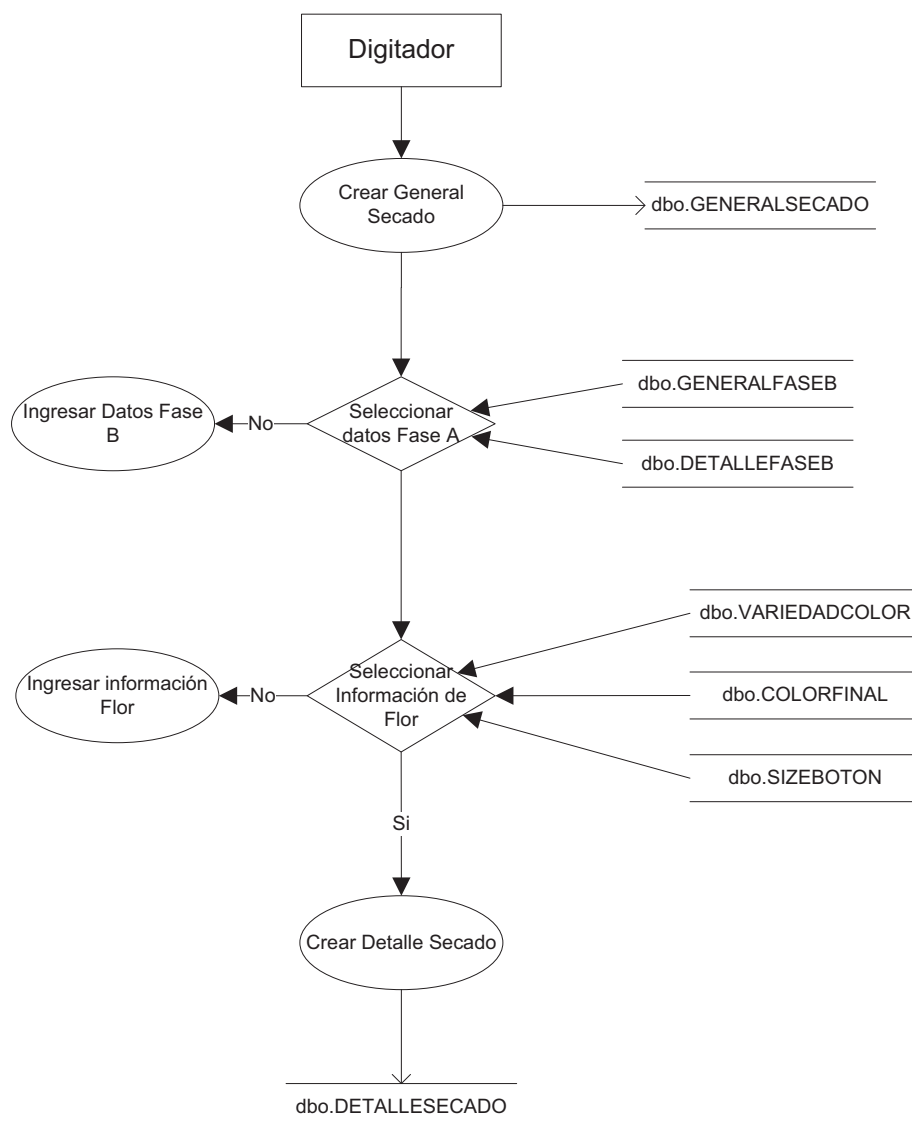 Digitador
Crear General
Secado
dbo.GENERALSECADO
dbo.GENERALFASEB
Ingresar Datos Fase
B
No
Seleccionar
datos Fase A
dbo.DETALLEFASEB
dbo.VARIEDADCOLOR
Ingresar información
Flor
No
Seleccionar
Información de
Flor
dbo.COLORFINAL
dbo.SIZEBOTON
Si
Crear Detalle Secado
dbo.DETALLESECADO